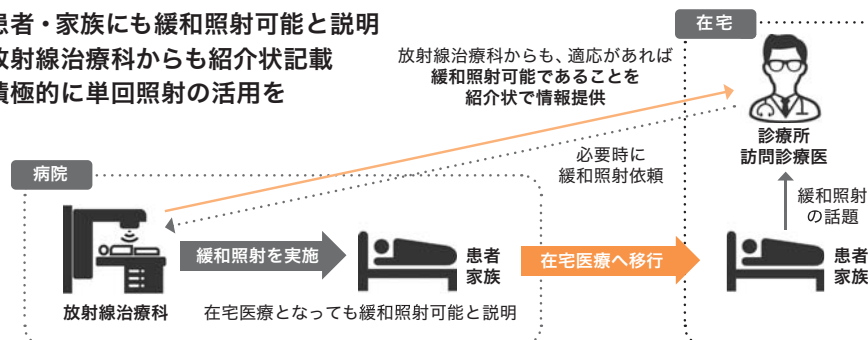 患者・家族にも緩和照射可能と説明
放射線治療科からも紹介状記載
積極的に単回照射の活用を
放射線治療科からも、適応があれば
緩和照射可能であることを
紹介状で情報提供
在宅
診療所
訪問診療医
必要時に
緩和照射依頼
病院
緩和照射
の話題
緩和照射を実施
患者
家族
在宅医療へ移行
患者
家族
放射線治療科
在宅医療となっても緩和照射可能と説明